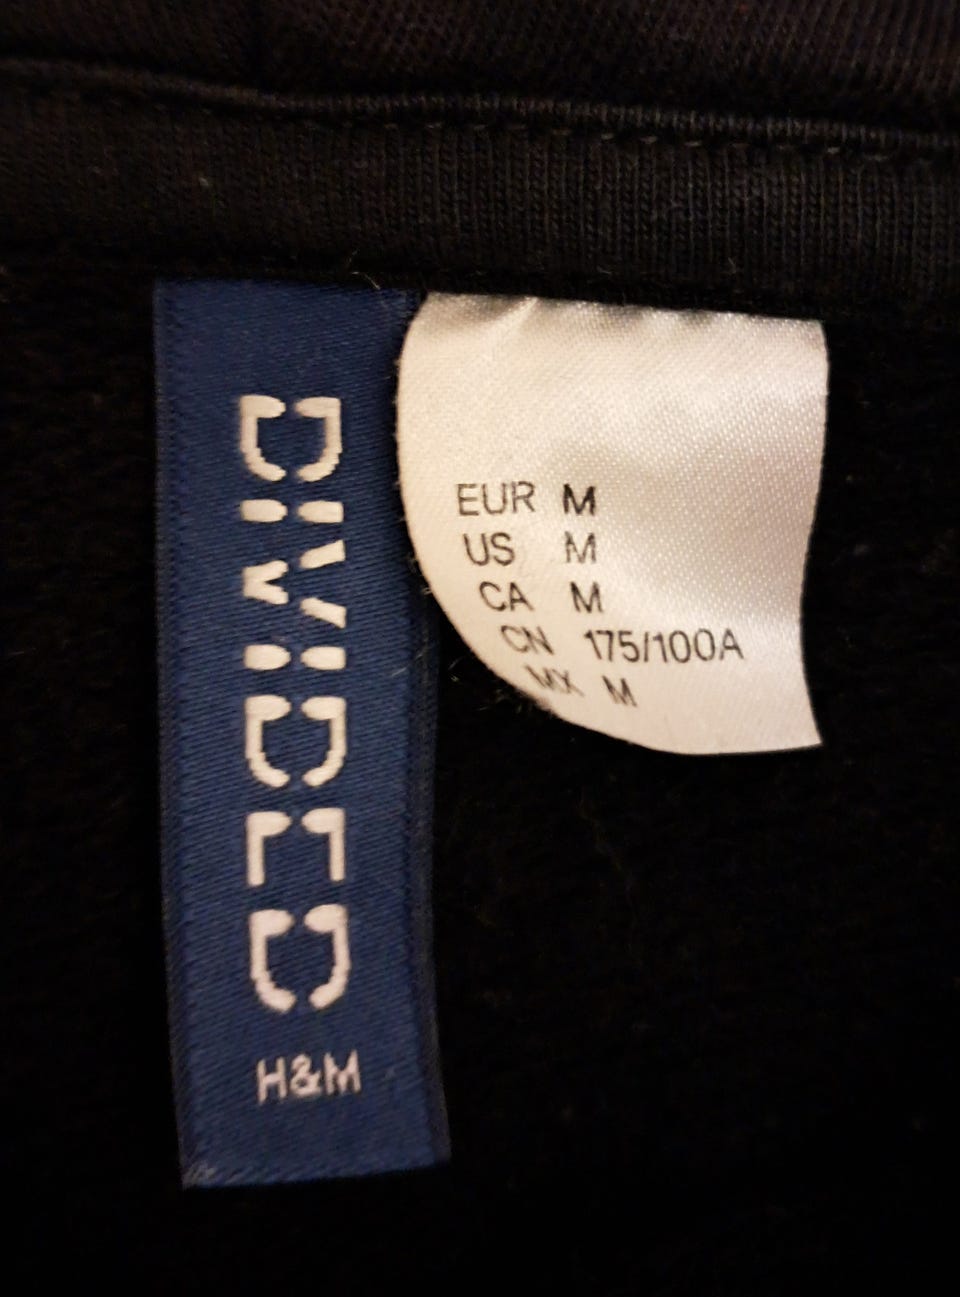 DIVIDED
H&M
EUR M
US M
CA M
CN 175/100A
MX M